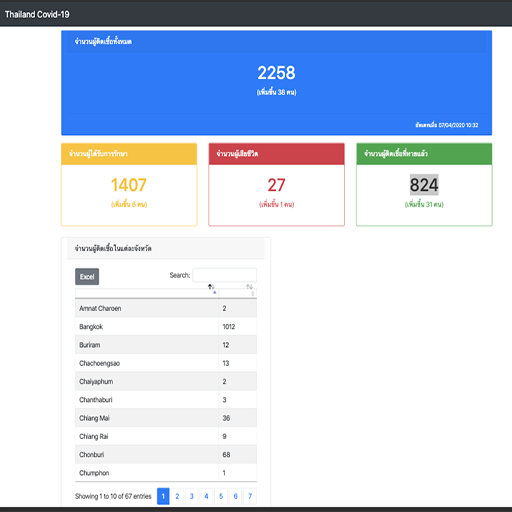 Thailand Covid-19
จำนวนผู้ติดเชื้อทั้งหมด
2258
(เพิ่มขึ้น 38 คน)
อัพเดทเมื่อ 07/04/2020 10:32
จำนวนผู้ได้รับการรักษา
1407
(เพิ่มขึ้น 6 คน)
จำนวนผู้เสียชีวิต
27
(เพิ่มขึ้น 1 คน)
จำนวนผู้ติดเชื้อที่หายแล้ว
824
(เพิ่มขึ้น 31 คน)
จำนวนผู้ติดเชื้อในแต่ละจังหวัด
Excel
Search:
Amnat Charoen 2
Bangkok 1012
Buriram 12
Chachoengsao 13
Chaiyaphum 2
Chanthaburi 3
Chiang Mai 36
Chiang Rai 9
Chonburi 68
Chumphon 1
Showing 1 to 10 of 67 entries 1 2 3 4 5 6 7